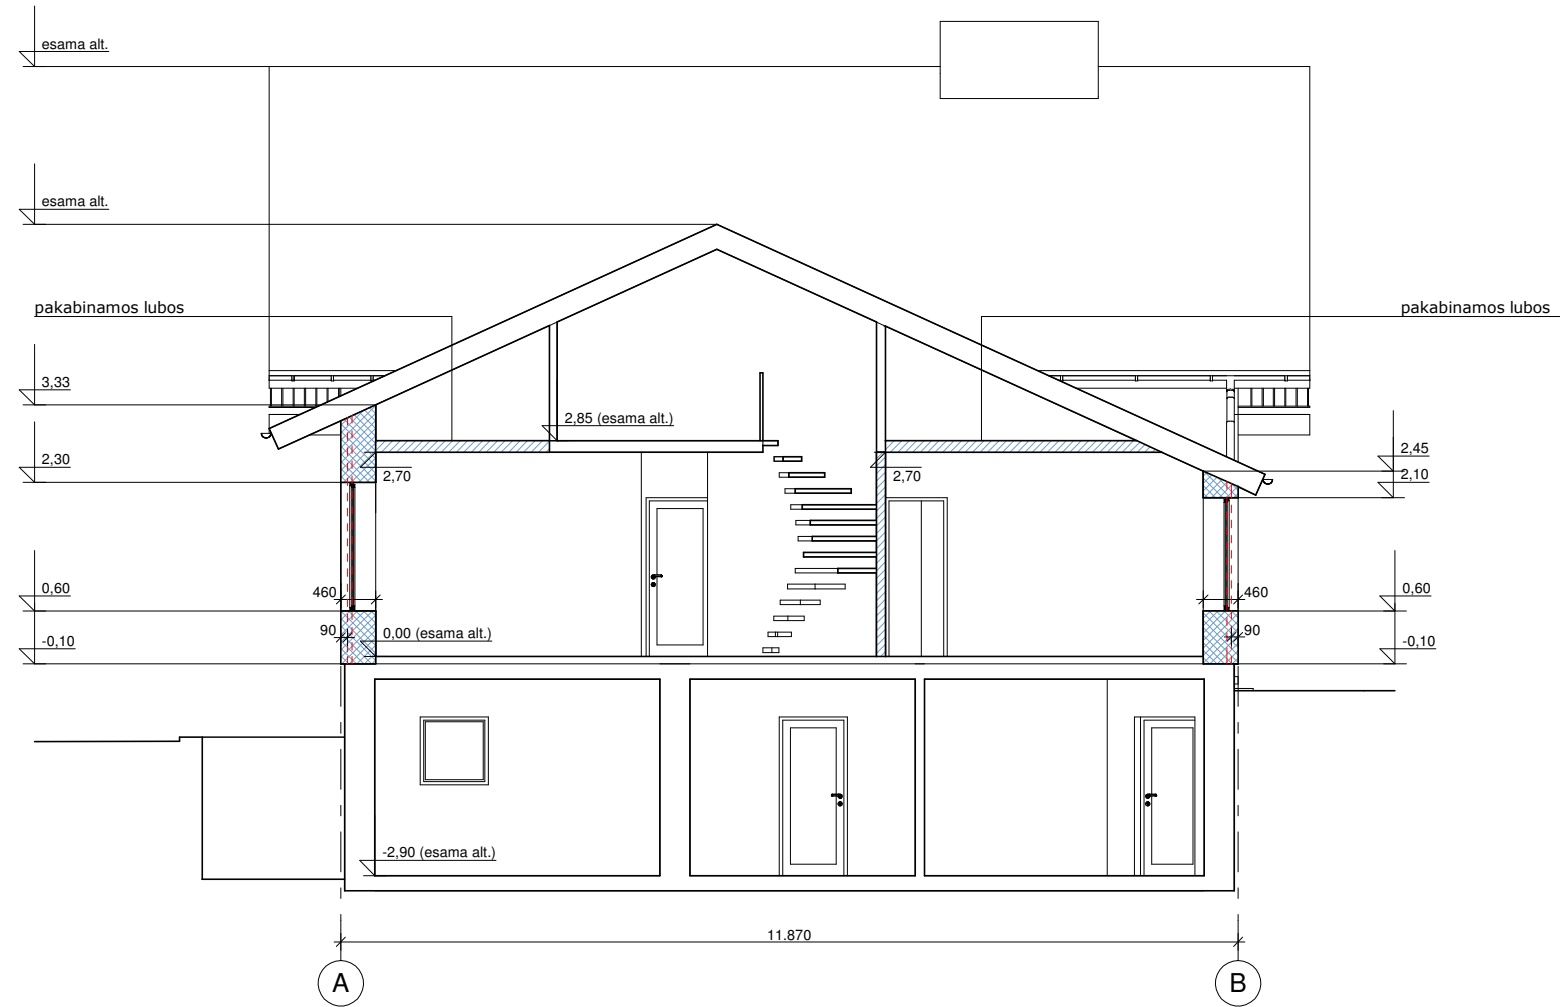 esama alt.
esama alt.
pakabinamos lubos
pakabinamos lubos
3,33
2,85 (esama alt.)
2,30
2,70
2,70
2,45
2,10
0,60
460
460
0,60
-0,10
90
0,00 (esama alt.)
90
-0,10
-2,90 (esama alt.)
11.870
A
B